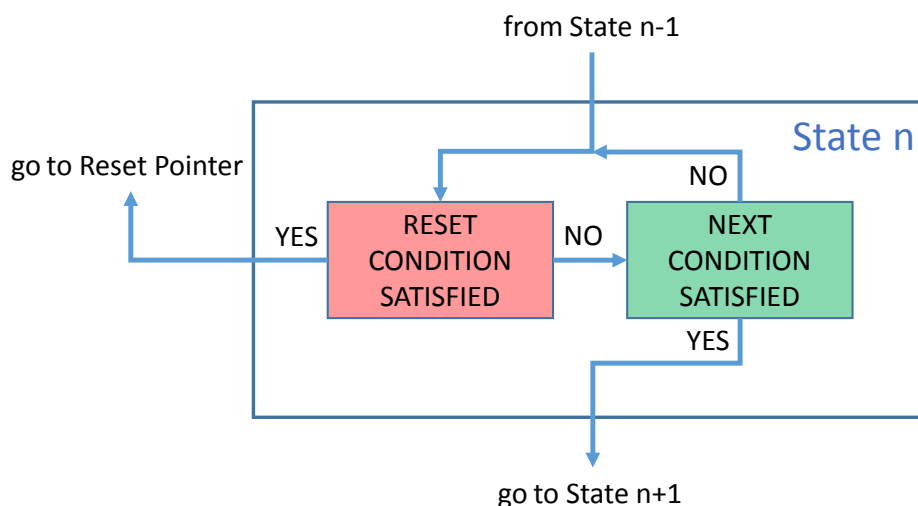 from State n-1
State n
go to Reset Pointer
NO
YES
RESET
CONDITION
SATISFIED
NO
NEXT
CONDITION
SATISFIED
YES
go to State n+1